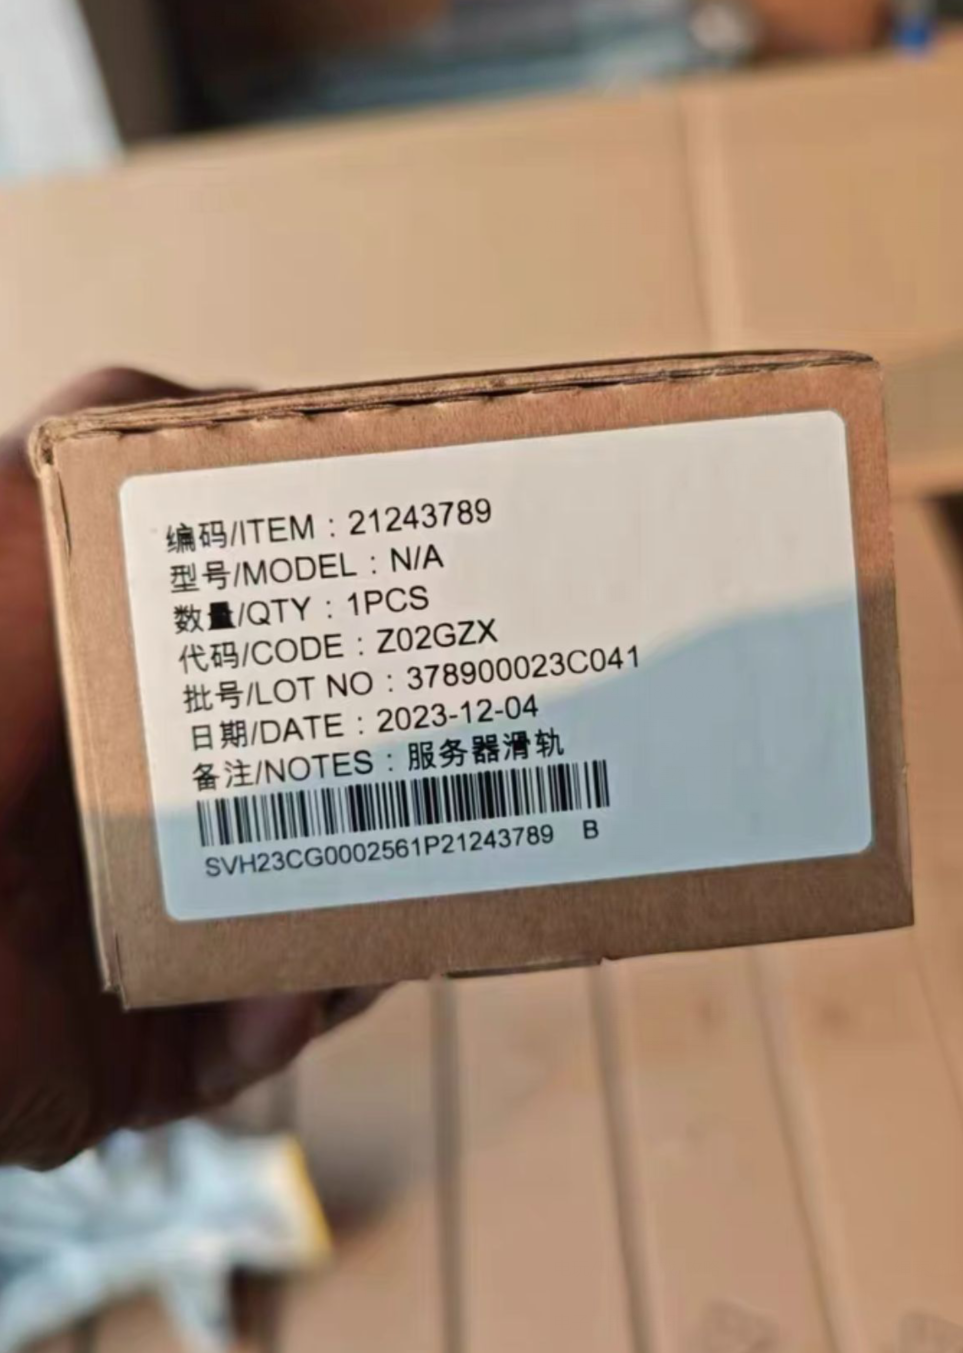 编码/ITEM : 21243789
型号/MODEL : N/A
数量/QTY : 1PCS
代码/CODE : Z02GZX
批号/LOT NO : 378900023C041
日期/DATE : 2023-12-04
备注/NOTES : 服务器滑轨
SVH23CG0002561P21243789 B